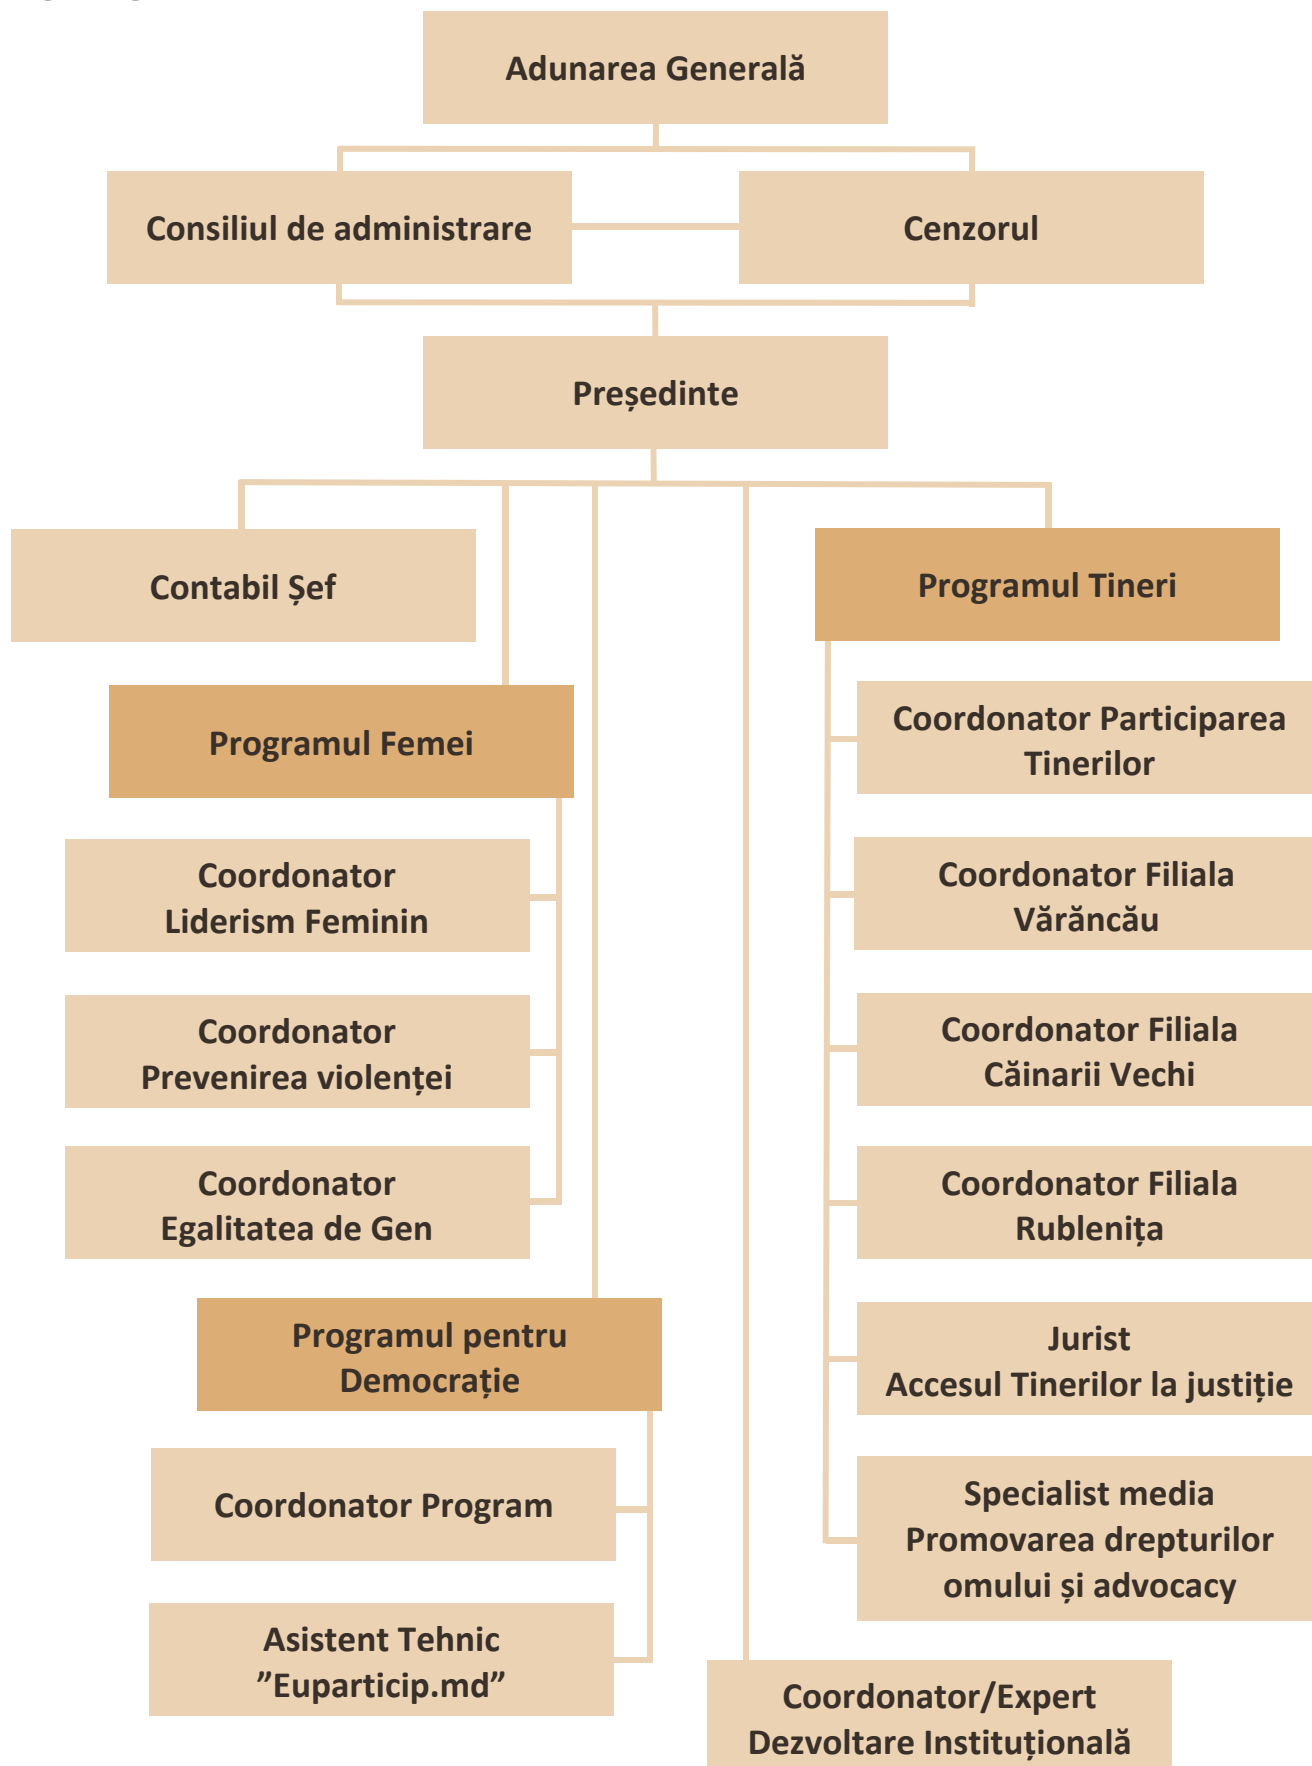 Adunarea Generală
Consiliul de administrare
Cenzorul
Președinte
Contabil Șef
Programul Femei
Coordonator
Liderism Feminin
Coordonator
Prevenirea violenței
Coordonator
Egalitatea de Gen
Programul pentru
Democrație
Coordonator Program
Asistent Tehnic
”Euparticip.md”
Coordonator/Expert
Dezvoltare Instituțională
Programul Tineri
Coordonator Participarea
Tinerilor
Coordonator Filiala
Vărăncău
Coordonator Filiala
Căinarii Vechi
Coordonator Filiala
Rublenița
Jurist
Accesul Tinerilor la justiție
Specialist media
Promovarea drepturilor
omului și advocacy